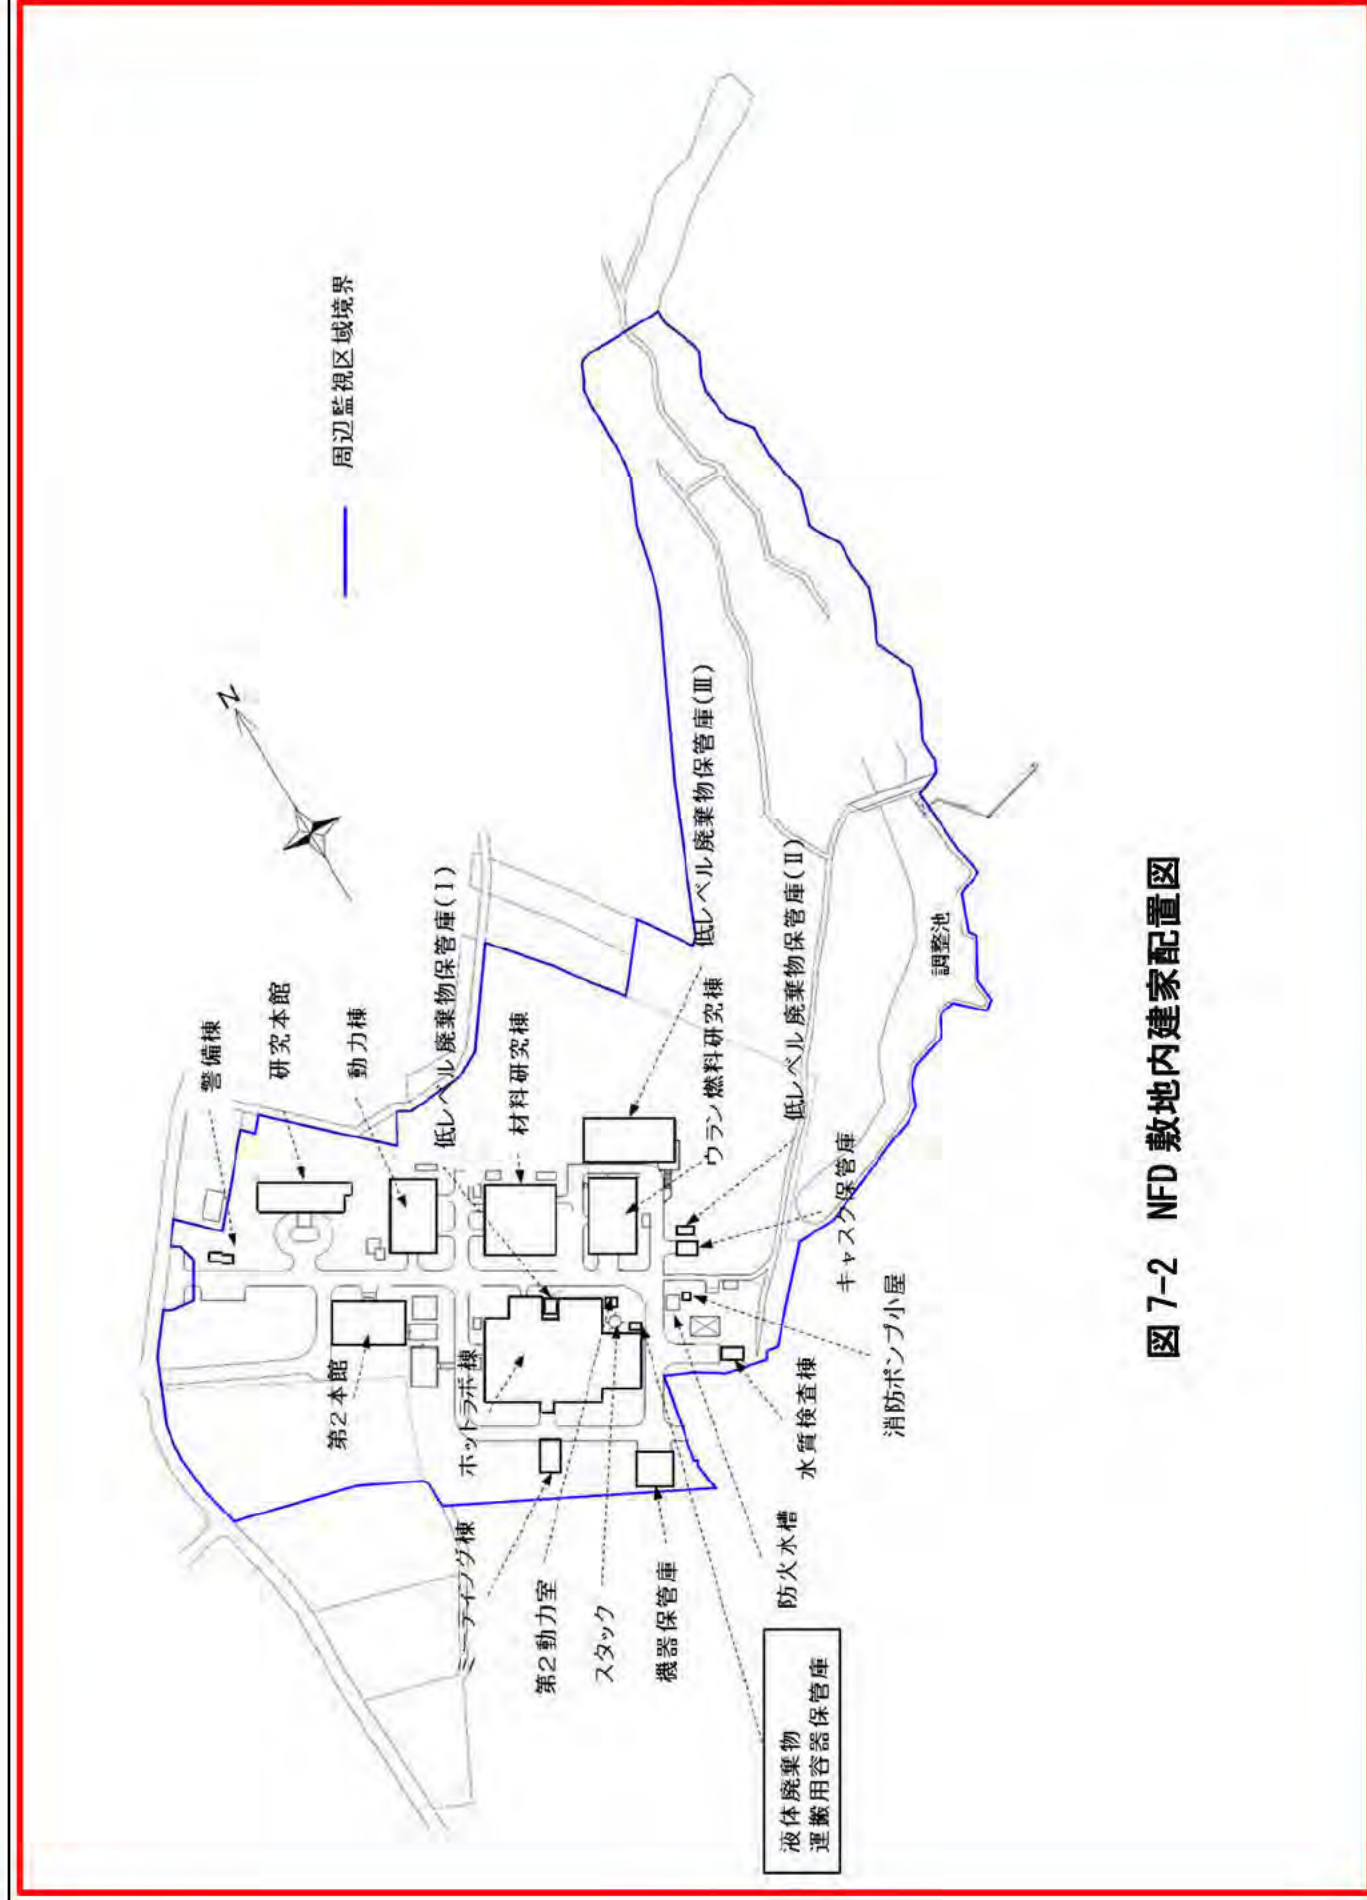 N
周辺監視区域境界
警備棟
研究本館
動力棟
低レベル廃棄物保管庫(Ⅰ)
材料研究棟
低レベル廃棄物保管庫(Ⅲ)
ウラン燃料研究棟
低レベル廃棄物保管庫(Ⅱ)
キャスク保管庫
調整池
第2本館
ホットラボ棟
ミーティング棟
第2動力室
スタック
機器保管庫
防火水槽
水質検査棟
消防ポンプ小屋
液体廃棄物
運搬用容器保管庫
図 7-2 NFD 敷地内建家配置図